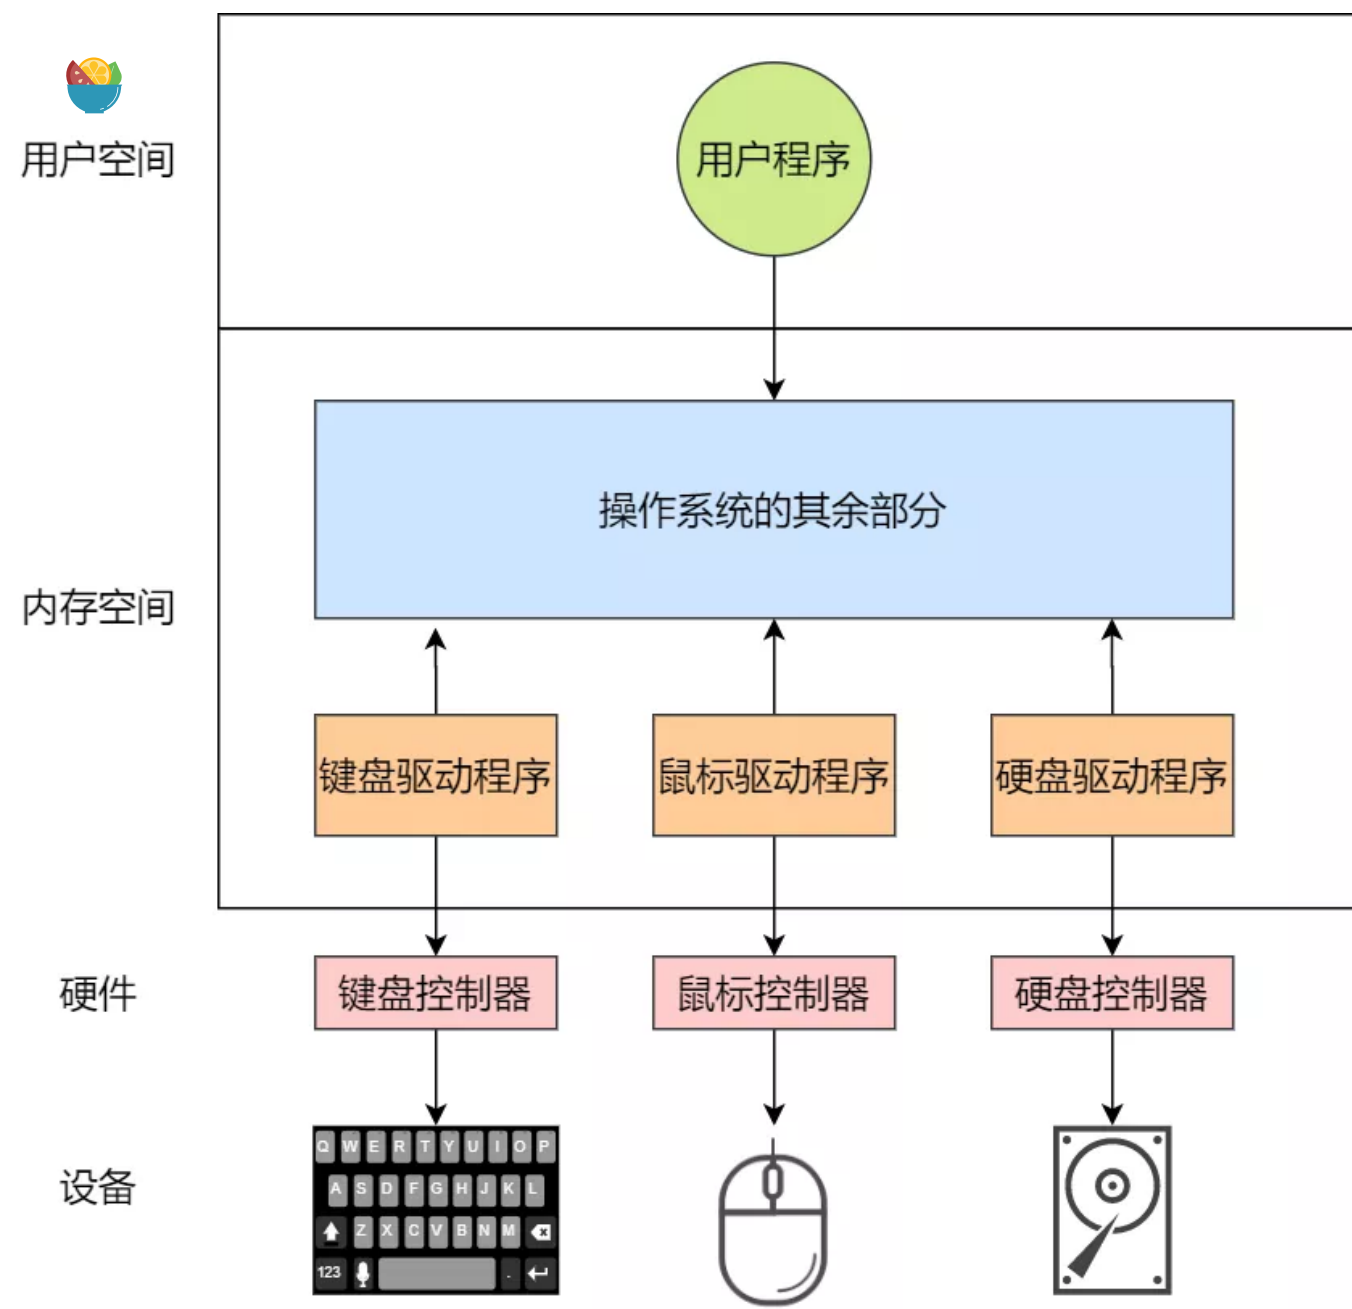 用户空间
用户程序
操作系统的其余部分
内存空间
键盘驱动程序
鼠标驱动程序
硬盘驱动程序
硬件
键盘控制器
鼠标控制器
硬盘控制器
设备
Q W E R T Y U I O P
A S D F G H J K L
Z X C V B N M
123 .